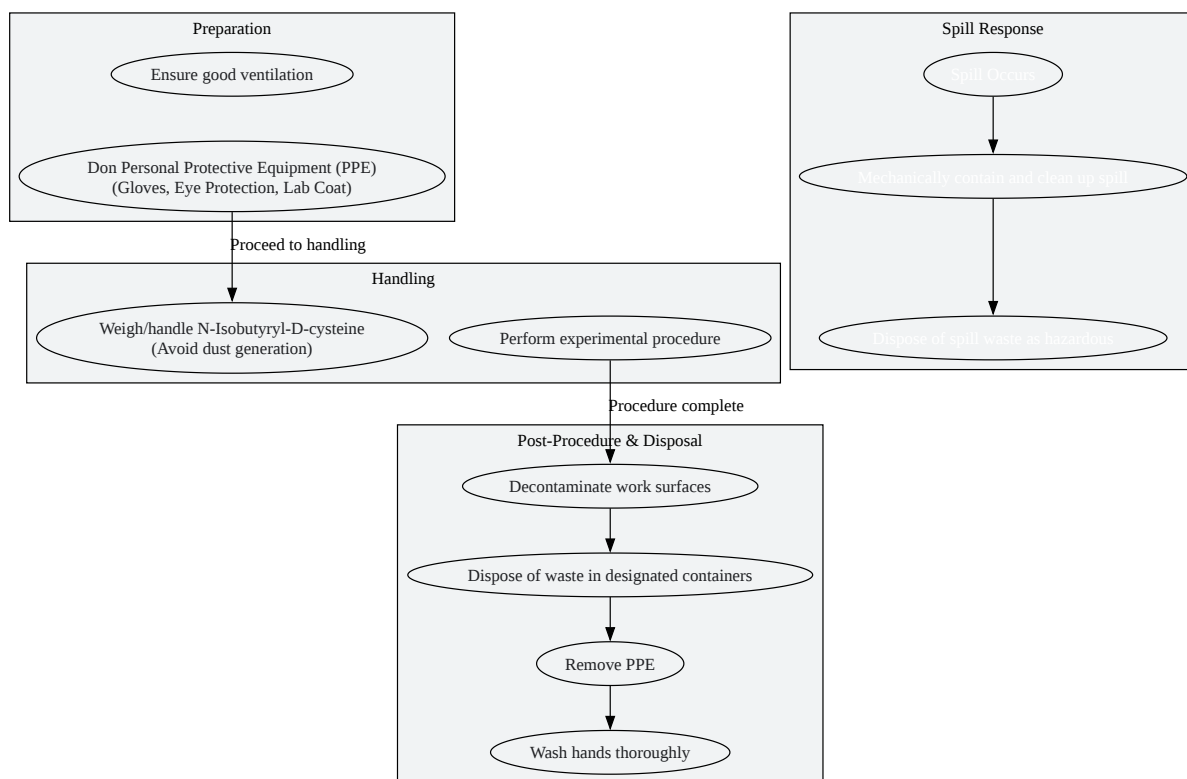 Preparation
Ensure good ventilation
Don Personal Protective Equipment (PPE)
(Gloves, Eye Protection, Lab Coat)
Proceed to handling
Handling
Weigh/handle N-Isobutyryl-D-cysteine
(Avoid dust generation)
Perform experimental procedure
Procedure complete
Post-Procedure & Disposal
Decontaminate work surfaces
Dispose of waste in designated containers
Remove PPE
Wash hands thoroughly
Spill Response
Spill Occurs
Mechanically contain and clean up spill
Dispose of spill waste as hazardous